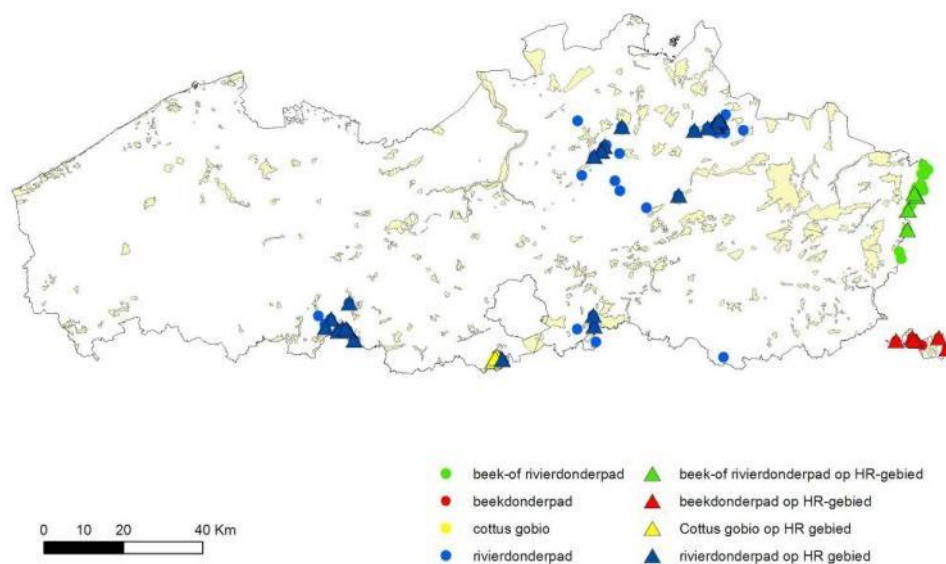 beek-of rivierdonderpad
beek-of rivierdonderpad op HR-gebied
beekdonderpad
beekdonderpad op HR-gebied
cottus gobio
Cottus gobio op HR gebied
rivierdonderpad
rivierdonderpad op HR gebied
0 10 20 40 Km